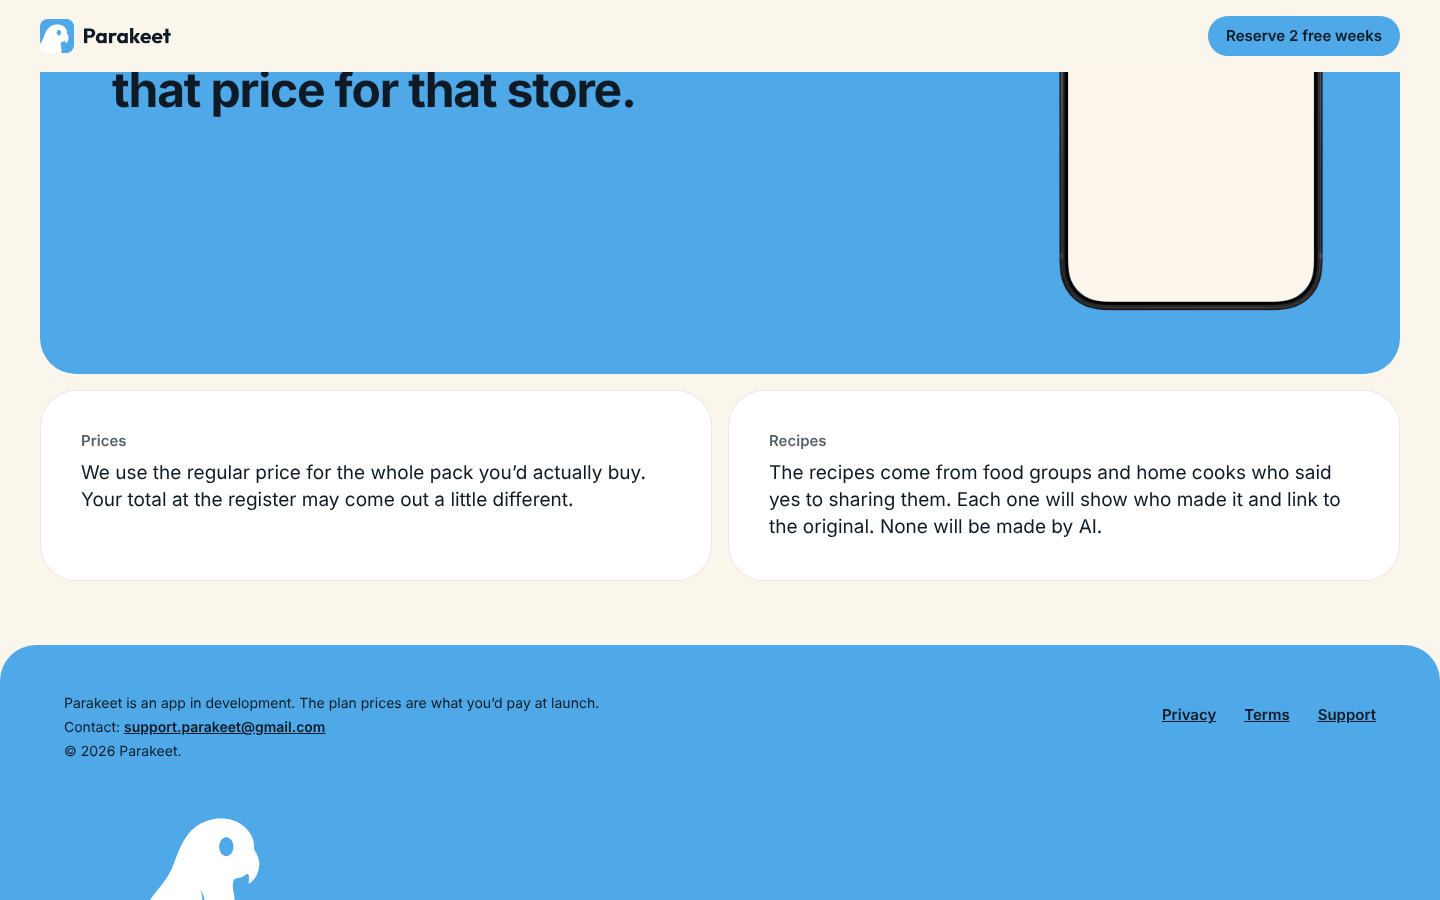 Parakeet
Reserve 2 free weeks
that price for that store.
Prices
We use the regular price for the whole pack you’d actually buy.
Your total at the register may come out a little different.
Recipes
The recipes come from food groups and home cooks who said
yes to sharing them. Each one will show who made it and link to
the original. None will be made by AI.
Parakeet is an app in development. The plan prices are what you’d pay at launch.
Contact: support.parakeet@gmail.com
© 2026 Parakeet.
Privacy
Terms
Support